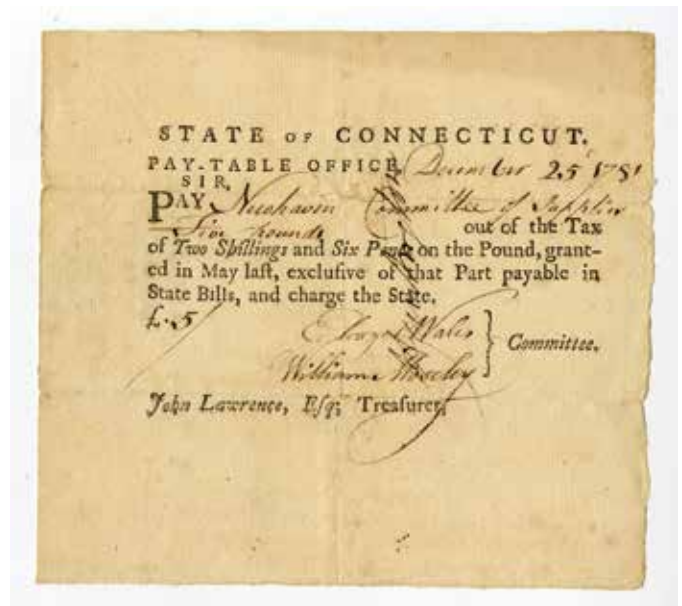 STATE OF CONNECTICUT.
PAY-TABLE OFFICE, December 25 1781
SIR,
PAY Newhaven Committee of Supplies
Five pounds out of the Tax
of Two Shillings and Six Pence on the Pound, grant-
ed in May laſt, exclusive of that Part payable in
State Bills, and charge the State.
£.5
Wales
William Moseley } Committee.
John Lawrence, Eſq; Treasurer,